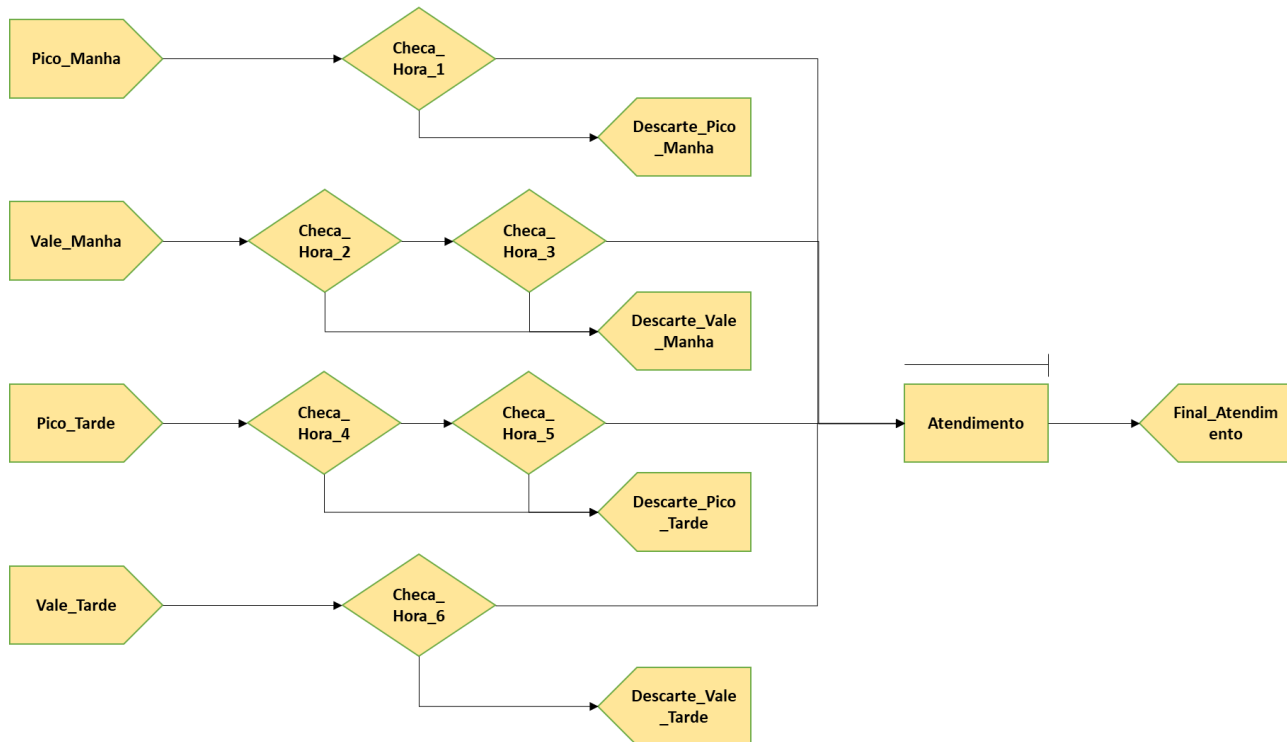 Pico_Manha
Checa_
Hora_1
Descarte_Pico
_Manha
Vale_Manha
Checa_
Hora_2
Checa_
Hora_3
Descarte_Vale
_Manha
Pico_Tarde
Checa_
Hora_4
Checa_
Hora_5
Descarte_Pico
_Tarde
Atendimento
Final_Atendim
ento
Vale_Tarde
Checa_
Hora_6
Descarte_Vale
_Tarde